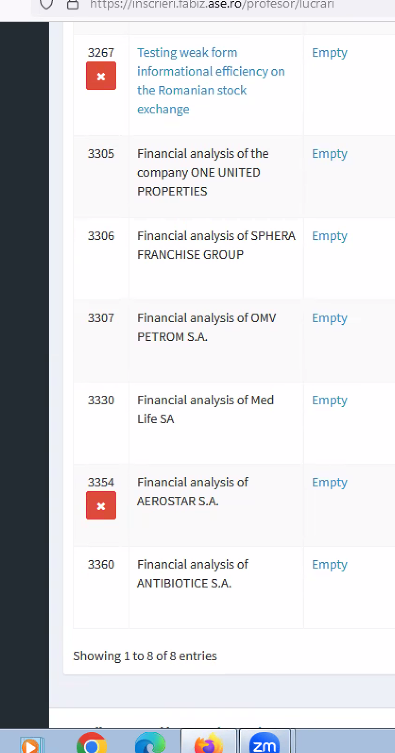 https://inscrieri.fabiz.ase.ro/profesor/lucrari
3267
Testing weak form
informational efficiency on
the Romanian stock
exchange
Empty
3305
Financial analysis of the
company ONE UNITED
PROPERTIES
Empty
3306
Financial analysis of SPHERA
FRANCHISE GROUP
Empty
3307
Financial analysis of OMV
PETROM S.A.
Empty
3330
Financial analysis of Med
Life SA
Empty
3354
Financial analysis of
AEROSTAR S.A.
Empty
3360
Financial analysis of
ANTIBIOTICE S.A.
Empty
Showing 1 to 8 of 8 entries
zm